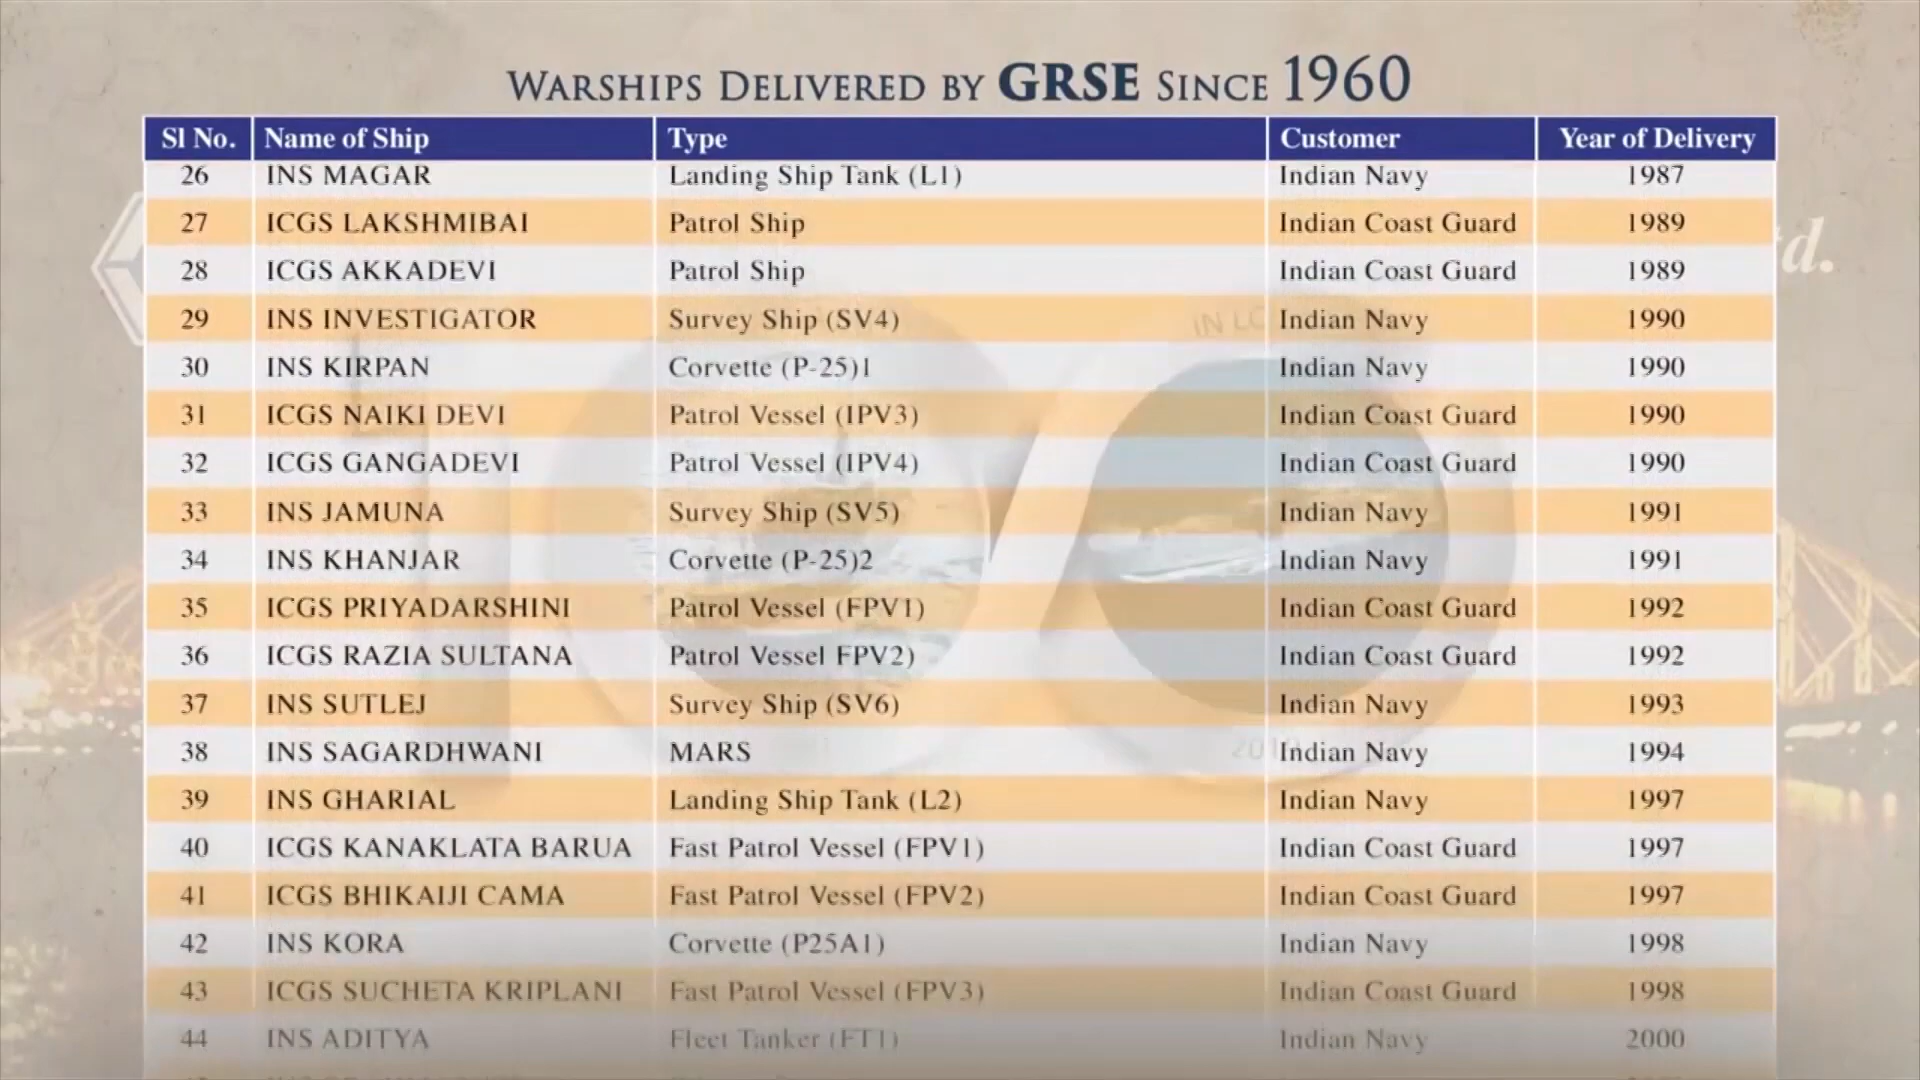 WARSHIPS DELIVERED BY GRSE SINCE 1960
Sl No. Name of Ship Type Customer Year of Delivery
26 INS MAGAR Landing Ship Tank (L1) Indian Navy 1987
27 ICGS LAKSHMIBAI Patrol Ship Indian Coast Guard 1989
td.
28 ICGS AKKADEVI Patrol Ship Indian Coast Guard 1989
29 INS INVESTIGATOR Survey Ship (SV4) IN LO Indian Navy 1990
30 INS KIRPAN Corvette (P-25)1 Indian Navy 1990
31 ICGS NAIKI DEVI Patrol Vessel (IPV3) Indian Coast Guard 1990
32 ICGS GANGADEVI Patrol Vessel (IPV4) Indian Coast Guard 1990
33 INS JAMUNA Survey Ship (SV5) Indian Navy 1991
34 INS KHANJAR Corvette (P-25)2 Indian Navy 1991
35 ICGS PRIYADARSHINI Patrol Vessel (FPV1) Indian Coast Guard 1992
36 ICGS RAZIA SULTANA Patrol Vessel FPV2) Indian Coast Guard 1992
37 INS SUTLEJ Survey Ship (SV6) Indian Navy 1993
38 INS SAGARDHWANI MARS Indian Navy 1994
39 INS GHARIAL Landing Ship Tank (L2) Indian Navy 1997
40 ICGS KANAKLATA BARUA Fast Patrol Vessel (FPV1) Indian Coast Guard 1997
41 ICGS BHIKAIJI CAMA Fast Patrol Vessel (FPV2) Indian Coast Guard 1997
42 INS KORA Corvette (P25A1) Indian Navy 1998
43 ICGS SUCHETA KRIPLANI Fast Patrol Vessel (FPV3) Indian Coast Guard 1998
44 INS ADITYA Fleet Tanker (FT1) Indian Navy 2000